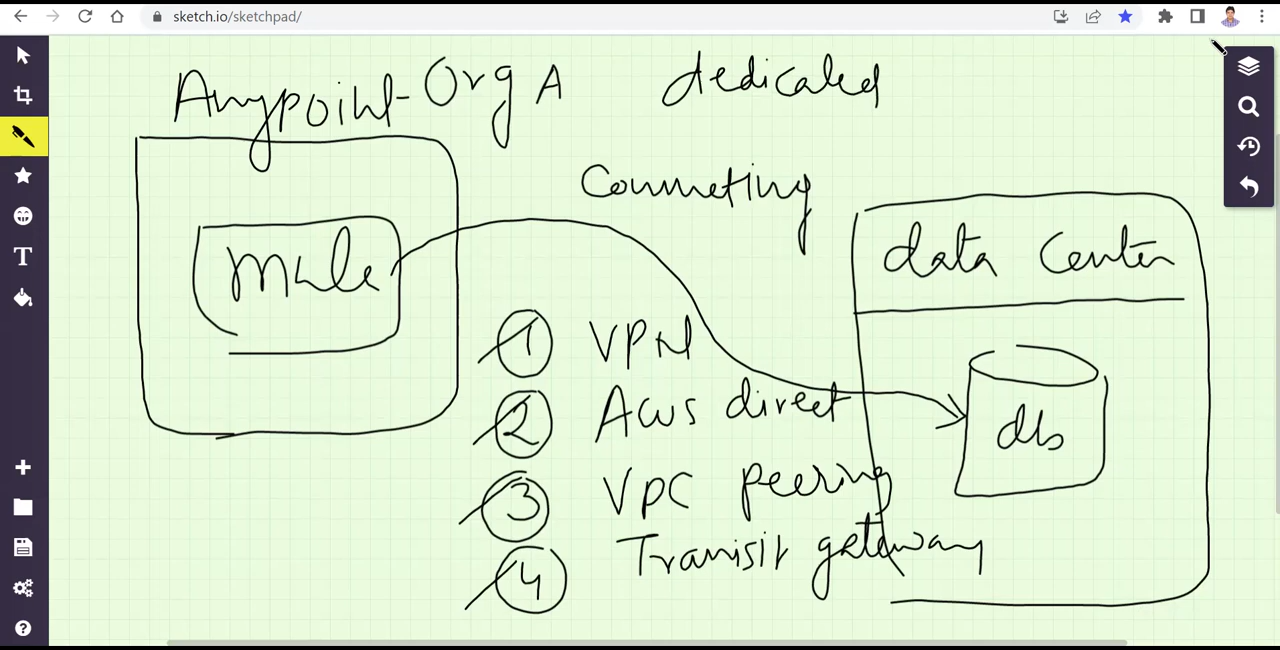 sketch.io/sketchpad/
Anypoint-Org A
dedicated
Connecting
mule
data Center
1 VPN
2 Aws direct
3 VPC peering
4 Transit gateway
db
T
?